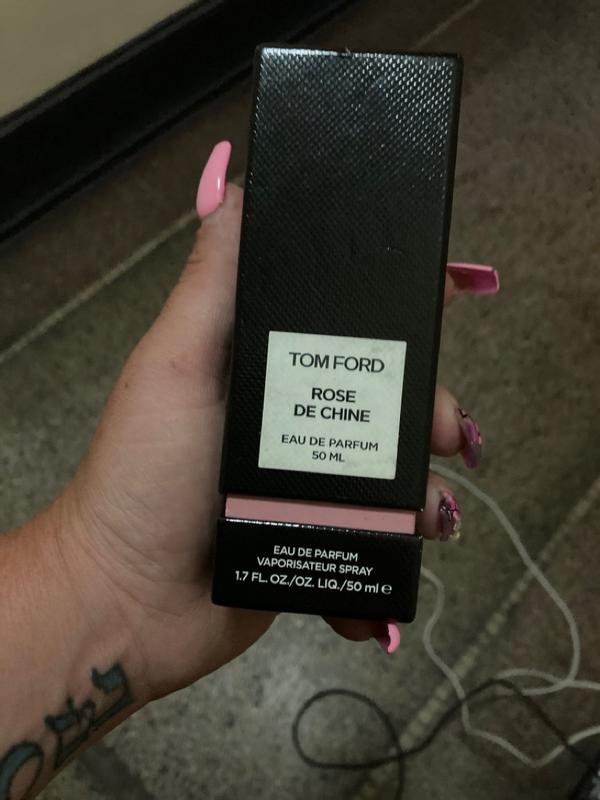 TOM FORD
ROSE
DE CHINE
EAU DE PARFUM
50 ML
EAU DE PARFUM
VAPORISATEUR SPRAY
1.7 FL. OZ./OZ. LIQ./50 ml ℮